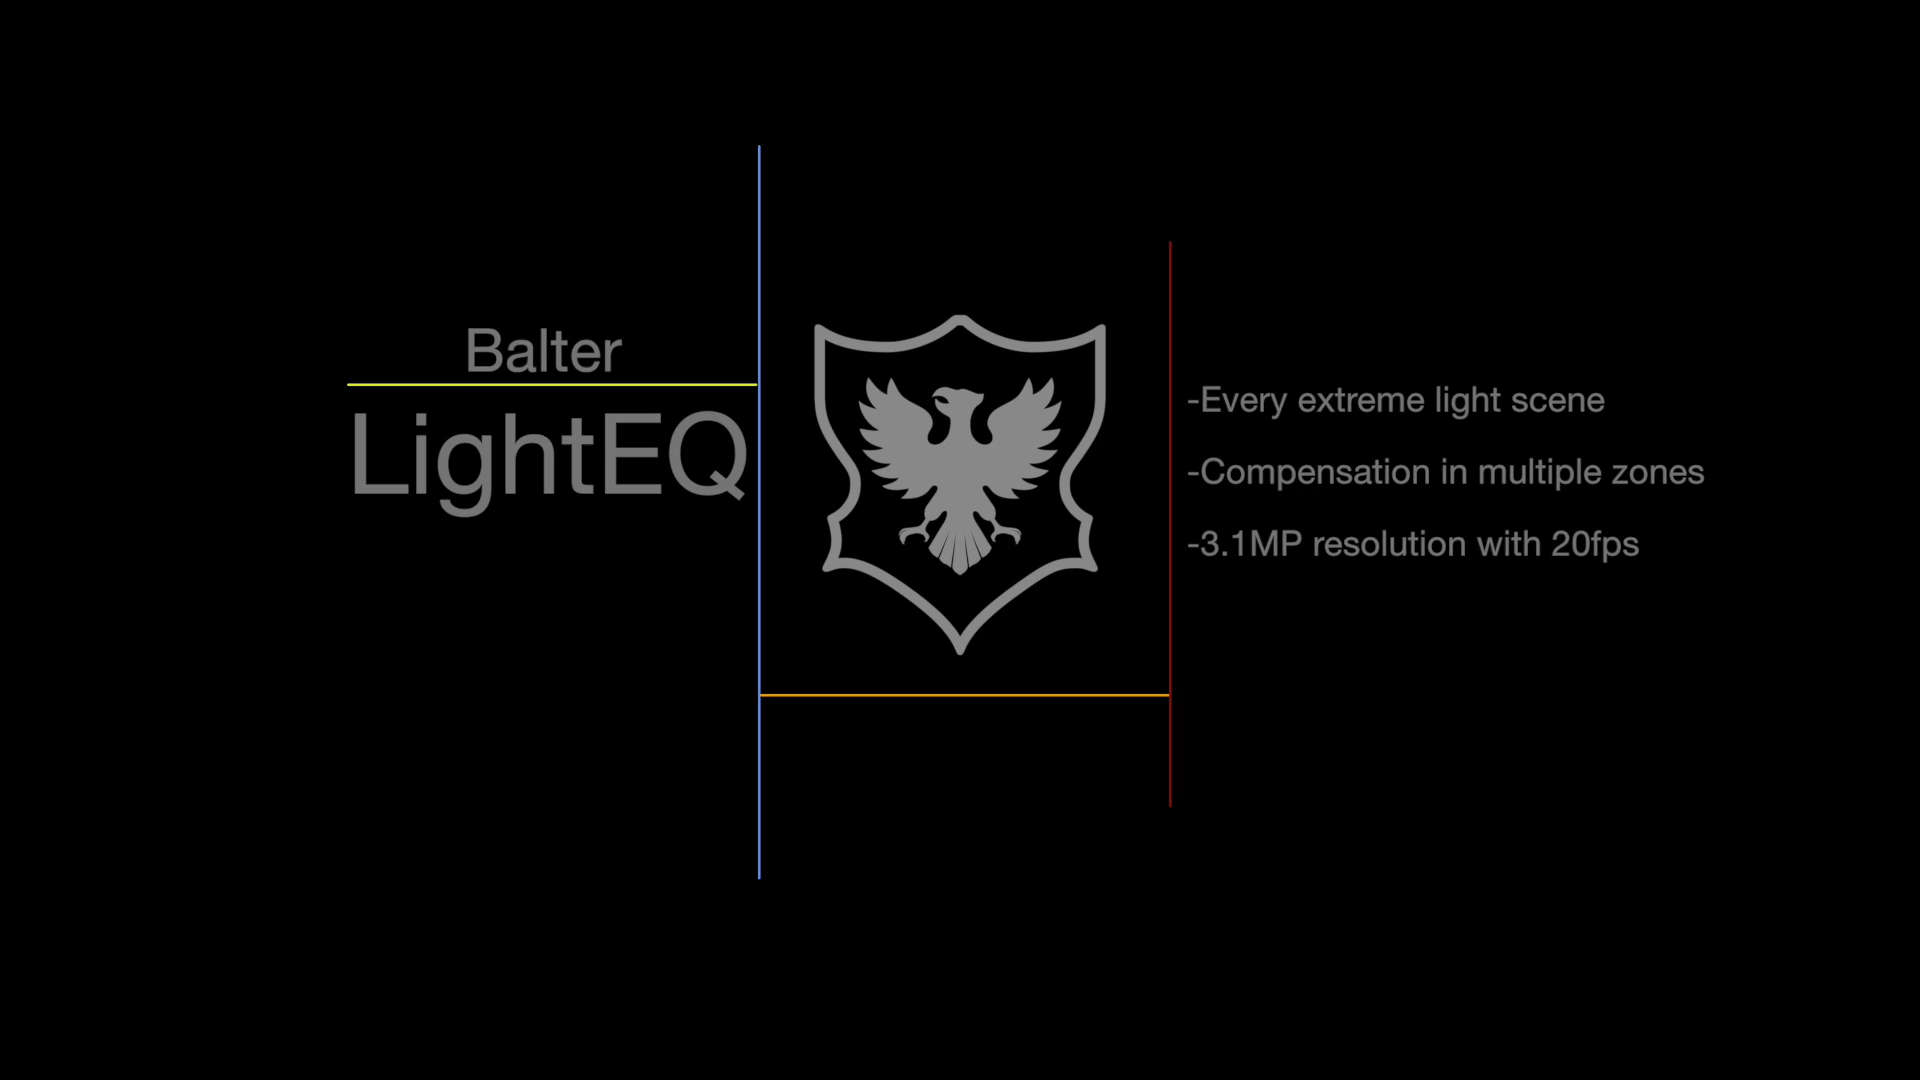 Balter
LightEQ
-Every extreme light scene
-Compensation in multiple zones
-3.1MP resolution with 20fps